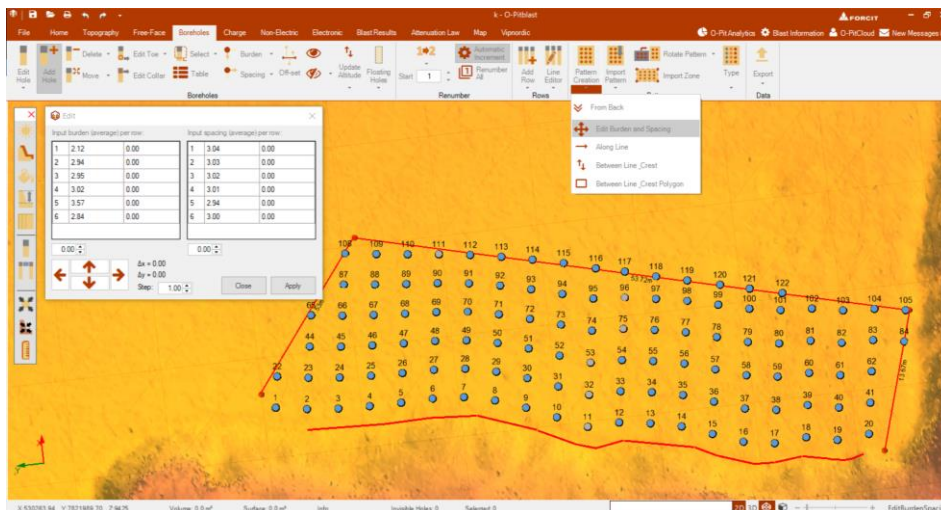 k - O-Pitblast
FORCIT
File Home Topography Free-Face Boreholes Charge Non-Electric Electronic Blast Results Attenuation Law Map Vipnordic
O-PitAnalytics Blast Information O-PitCloud New Messages
Edit Hole
Add Hole
Delete
Move
Edit Toe
Edit Collar
Select
Table
Burden
Spacing
Off-set
Update Altitude
Floating Holes
Start 1
Automatic Increment
Renumber All
Add Row
Line Editor
Pattern Creation
Import Pattern
Rotate Pattern
Import Zone
Type
Export
Boreholes Renumber Rows Data
From Back
Edit Burden and Spacing
Along Line
Between Line_Crest
Between Line_Crest Polygon
Edit
Input burden (average) per row: Input spacing (average) per row:
1 2.12 0.00 1 3.04 0.00
2 2.94 0.00 2 3.03 0.00
3 2.95 0.00 3 3.02 0.00
4 3.02 0.00 4 3.01 0.00
5 3.57 0.00 5 2.94 0.00
6 2.84 0.00 6 3.00 0.00
0.00 0.00
Δx = 0.00
Δy = 0.00
Step: 1.00 Close Apply
108 109 110 111 112 113 114 115 116 117 118 119 120 121 122
53.72m
87 88 89 90 91 92 93 94 95 96 97 98 99 100 101 102 103 104 105
65 66 67 68 69 70 71 72 73 74 75 76 77 78 79 80 81 82 83 84
13.62m
44 45 46 47 48 49 50 51 52 53 54 55 56 57 58 59 60 61 62
22 23 24 25 26 27 28 29 30 31 32 33 34 35 36 37 38 39 40 41
1 2 3 4 5 6 7 8 9 10 11 12 13 14 15 16 17 18 19 20
Volume: 0.0 m³ Surface: 0.0 m² Info Invisible Holes: 0 Selected: 0
2D 3D